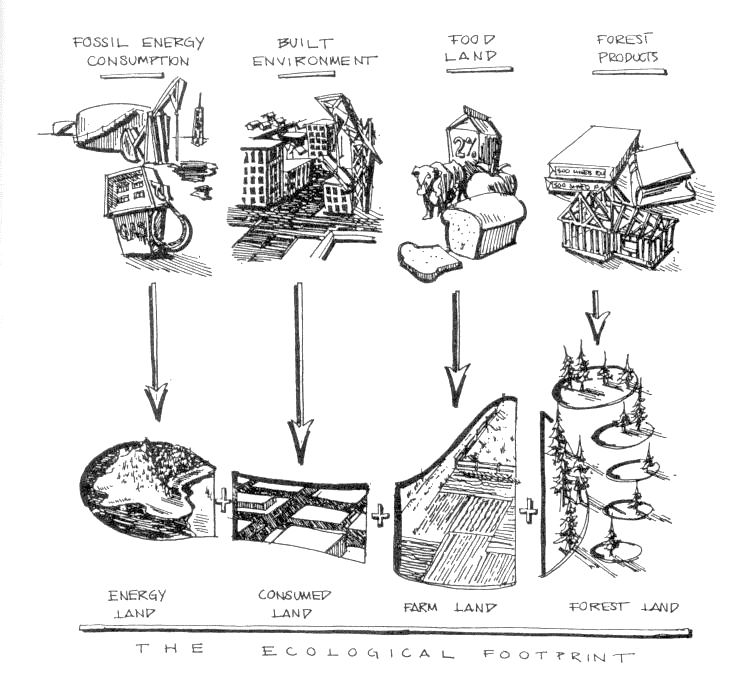 FOSSIL ENERGY
CONSUMPTION
BUILT
ENVIRONMENT
FOOD
LAND
FOREST
PRODUCTS
2%
GAS
ENERGY
LAND
CONSUMED
LAND
FARM LAND
FOREST LAND
THE ECOLOGICAL FOOTPRINT